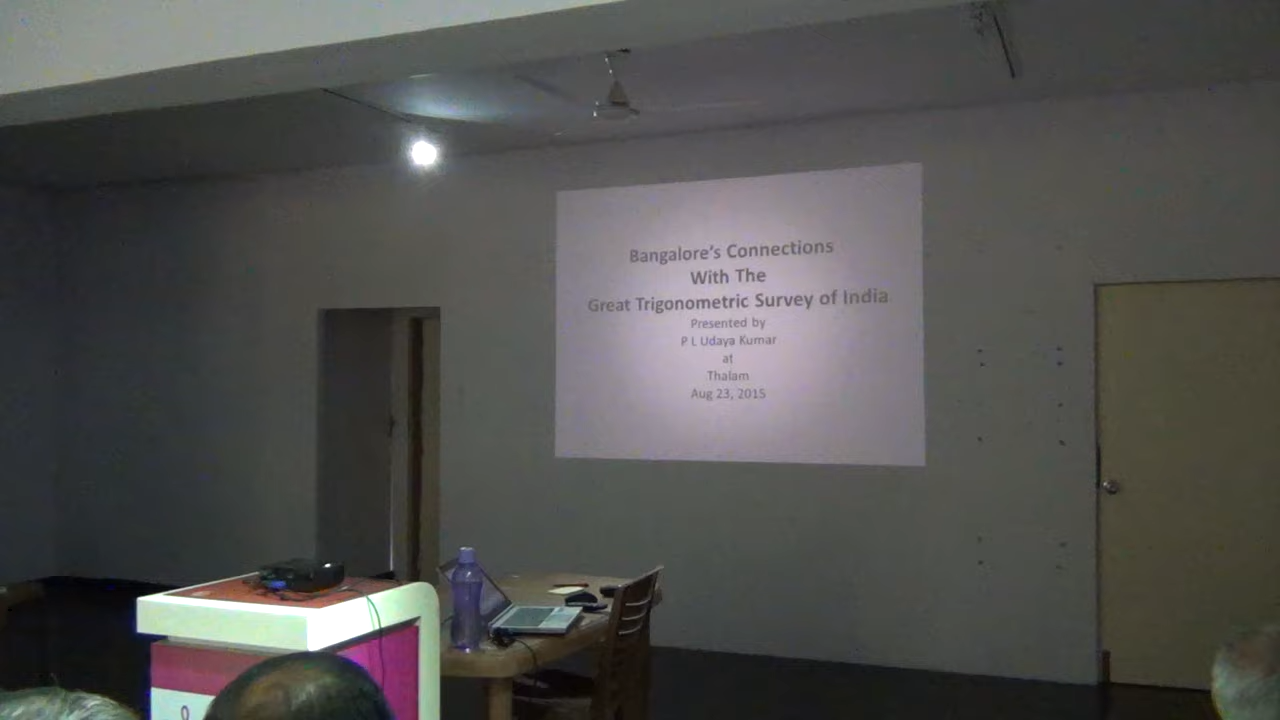 Bangalore's Connections
With The
Great Trigonometric Survey of India
Presented by
P L Udaya Kumar
at
Thalam
Aug 23, 2015